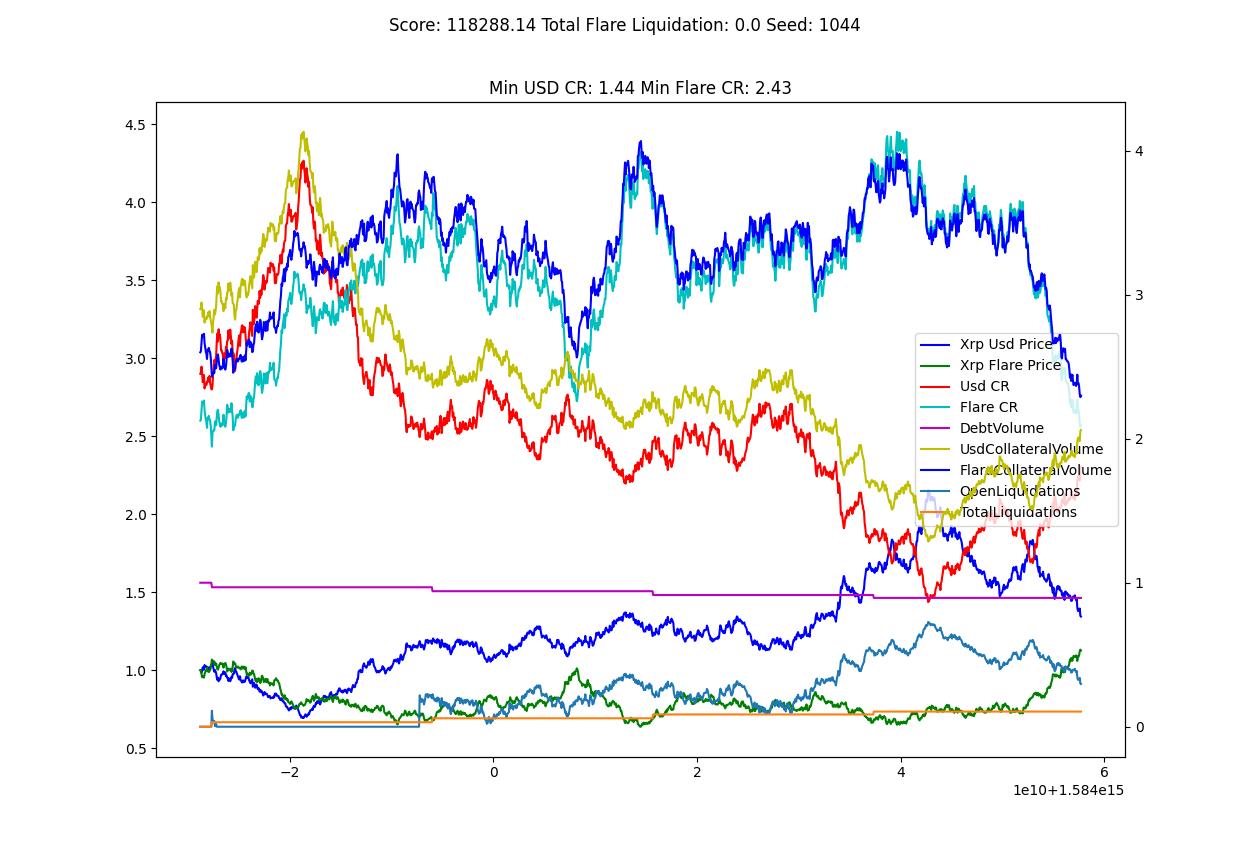 Score: 118288.14 Total Flare Liquidation: 0.0 Seed: 1044
Min USD CR: 1.44 Min Flare CR: 2.43
4.5
4.0
3.5
3.0
2.5
2.0
1.5
1.0
0.5
4
3
2
1
0
Xrp Usd Price
Xrp Flare Price
Usd CR
Flare CR
DebtVolume
UsdCollateralVolume
FlareCollateralVolume
OpenLiquidations
TotalLiquidations
−2 0 2 4 6
1e10+1.584e15